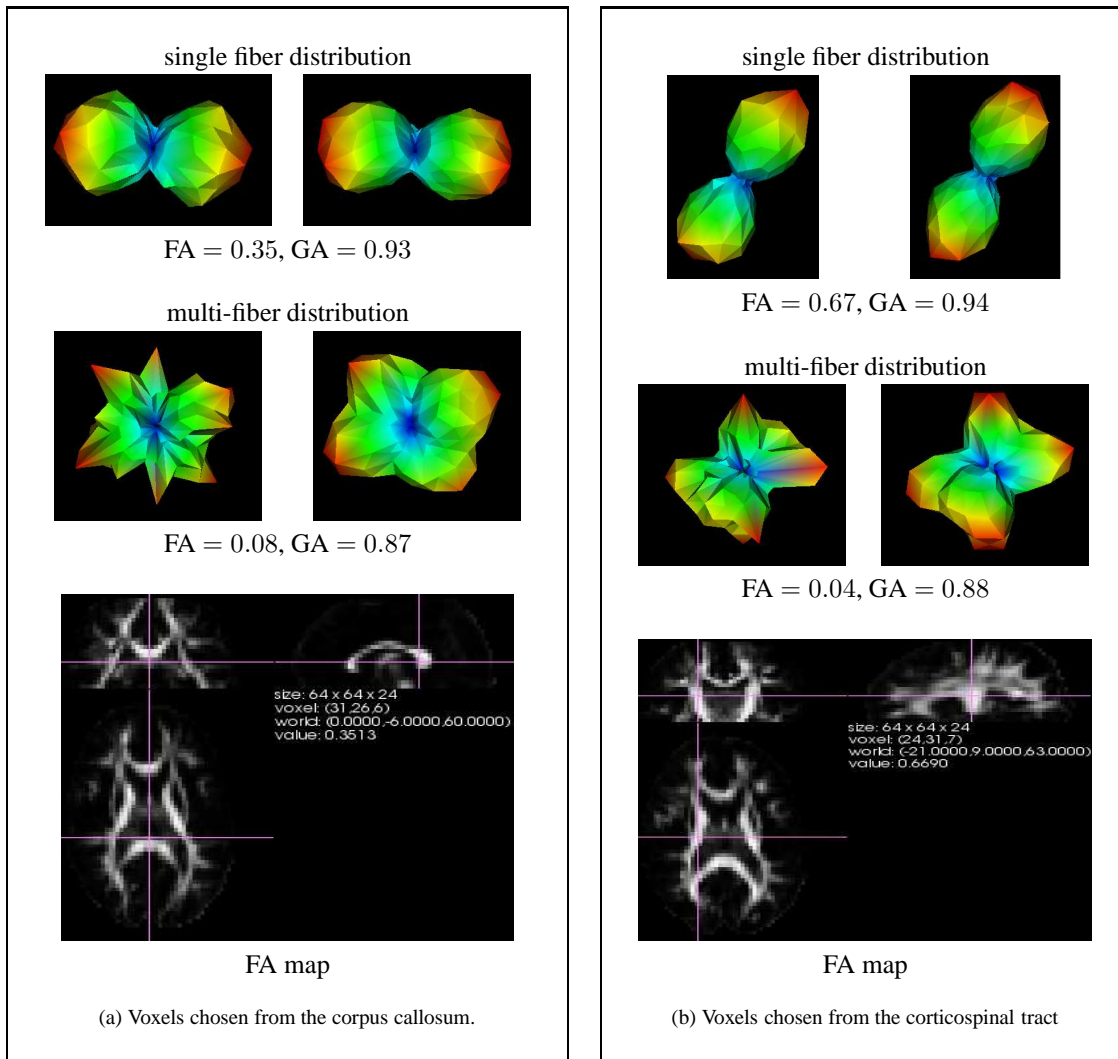 single fiber distribution
FA = 0.35, GA = 0.93
multi-fiber distribution
FA = 0.08, GA = 0.87
size: 64 x 64 x 24
voxel: (31,26,6)
world: (0.0000,-6.0000,60.0000)
value: 0.3513
FA map
(a) Voxels chosen from the corpus callosum.
single fiber distribution
FA = 0.67, GA = 0.94
multi-fiber distribution
FA = 0.04, GA = 0.88
size: 64 x 64 x 24
voxel: (24,31,7)
world: (-21.0000,9.0000,63.0000)
value: 0.6690
FA map
(b) Voxels chosen from the corticospinal tract